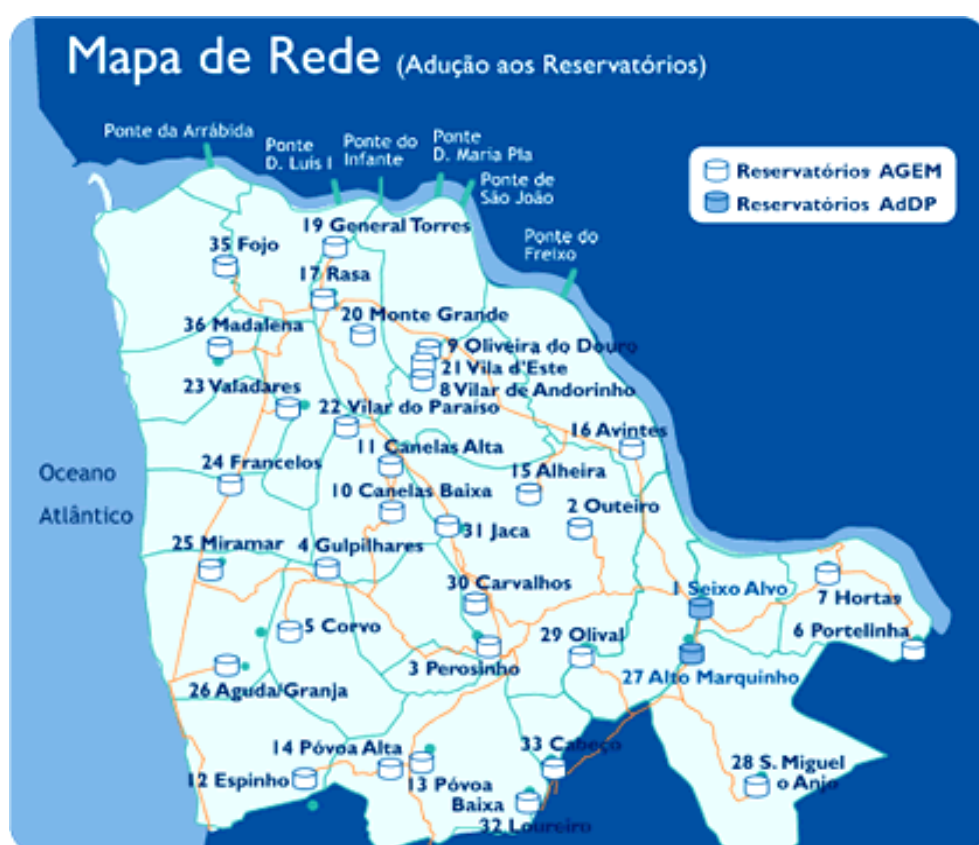 Mapa de Rede (Adução aos Reservatórios)
Ponte da Arrábida
Ponte
D. Luís I
Ponte do
Infante
Ponte
D. Maria Pia
Ponte de
São João
Ponte do
Freixo
Reservatórios AGEM
Reservatórios AdDP
19 General Torres
35 Fojo
17 Rasa
20 Monte Grande
36 Madalena
9 Oliveira do Douro
21 Vila d'Este
8 Vilar de Andorinho
23 Valadares
22 Vilar do Paraíso
16 Avintes
11 Canelas Alta
24 Francelos
15 Alheira
10 Canelas Baixa
2 Outeiro
Oceano
Atlântico
31 Jaca
25 Miramar
4 Gulpilhares
30 Carvalhos
1 Seixo Alvo
7 Hortas
5 Corvo
29 Olival
6 Portelinha
3 Perosinho
27 Alto Marquinho
26 Aguda/Granja
14 Póvoa Alta
33 Cabeço
12 Espinho
13 Póvoa
Baixa
28 S. Miguel
o Anjo
32 Loureiro